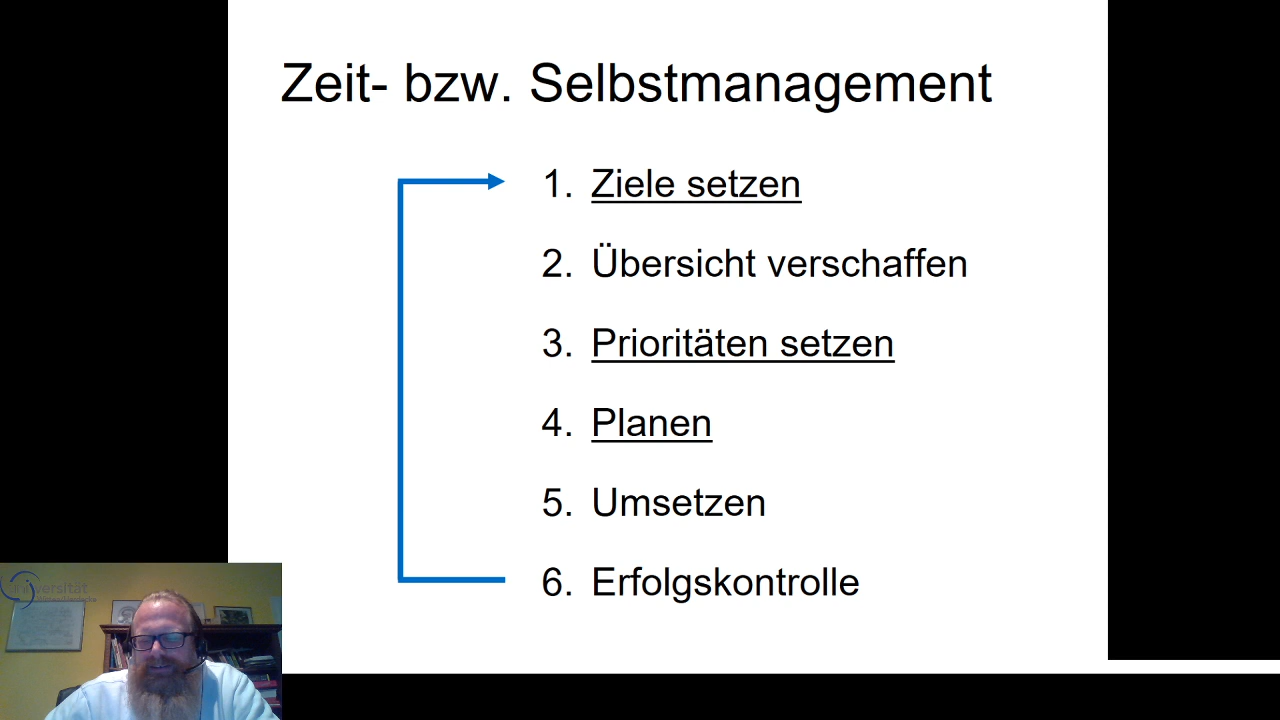 Zeit- bzw. Selbstmanagement
1. Ziele setzen
2. Übersicht verschaffen
3. Prioritäten setzen
4. Planen
5. Umsetzen
6. Erfolgskontrolle
Universität